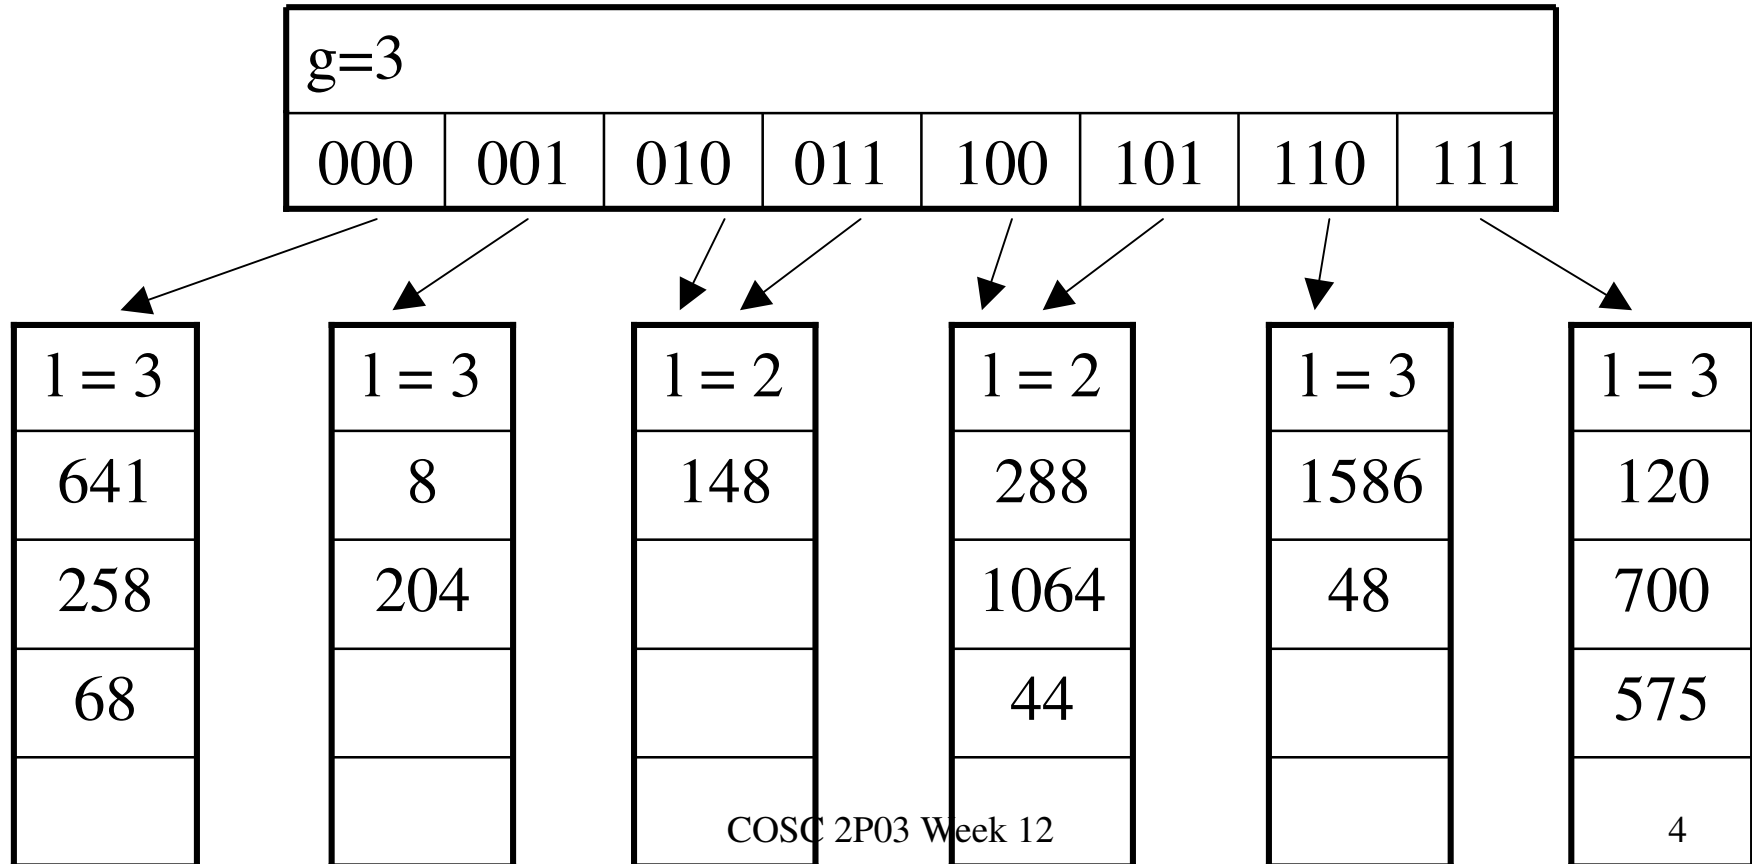 g=3
000 001 010 011 100 101 110 111
l = 3 l = 3 l = 2 l = 2 l = 3 l = 3
641 8 148 288 1586 120
258 204 1064 48 700
68 44 575
COSC 2P03 Week 12 4